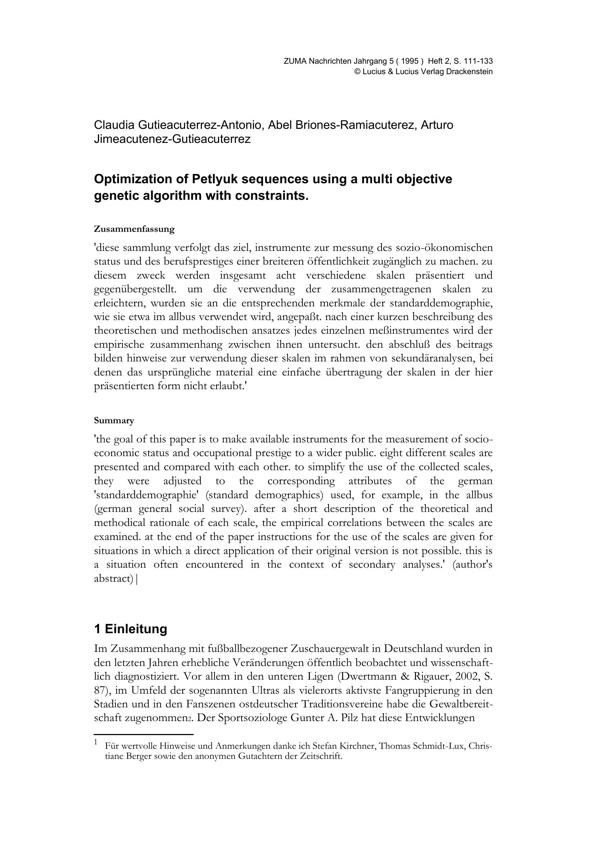 ZUMA Nachrichten Jahrgang 5 ( 1995 ) Heft 2, S. 111-133
© Lucius & Lucius Verlag Drackenstein
Claudia Gutieacuterrez-Antonio, Abel Briones-Ramiacuterez, Arturo
Jimeacutenez-Gutieacuterrez
Optimization of Petlyuk sequences using a multi objective
genetic algorithm with constraints.
Zusammenfassung
'diese sammlung verfolgt das ziel, instrumente zur messung des sozio-ökonomischen
status und des berufsprestiges einer breiteren öffentlichkeit zugänglich zu machen. zu
diesem zweck werden insgesamt acht verschiedene skalen präsentiert und
gegenübergestellt. um die verwendung der zusammengetragenen skalen zu
erleichtern, wurden sie an die entsprechenden merkmale der standarddemographie,
wie sie etwa im allbus verwendet wird, angepaßt. nach einer kurzen beschreibung des
theoretischen und methodischen ansatzes jedes einzelnen meßinstrumentes wird der
empirische zusammenhang zwischen ihnen untersucht. den abschluß des beitrags
bilden hinweise zur verwendung dieser skalen im rahmen von sekundäranalysen, bei
denen das ursprüngliche material eine einfache übertragung der skalen in der hier
präsentierten form nicht erlaubt.'
Summary
'the goal of this paper is to make available instruments for the measurement of socio-
economic status and occupational prestige to a wider public. eight different scales are
presented and compared with each other. to simplify the use of the collected scales,
they were adjusted to the corresponding attributes of the german
'standarddemographie' (standard demographics) used, for example, in the allbus
(german general social survey). after a short description of the theoretical and
methodical rationale of each scale, the empirical correlations between the scales are
examined. at the end of the paper instructions for the use of the scales are given for
situations in which a direct application of their original version is not possible. this is
a situation often encountered in the context of secondary analyses.' (author's
abstract)|
1 Einleitung
Im Zusammenhang mit fußballbezogener Zuschauergewalt in Deutschland wurden in
den letzten Jahren erhebliche Veränderungen öffentlich beobachtet und wissenschaft-
lich diagnostiziert. Vor allem in den unteren Ligen (Dwertmann & Rigauer, 2002, S.
87), im Umfeld der sogenannten Ultras als vielerorts aktivste Fangruppierung in den
Stadien und in den Fanszenen ostdeutscher Traditionsvereine habe die Gewaltbereit-
schaft zugenommen2. Der Sportsoziologe Gunter A. Pilz hat diese Entwicklungen
1 Für wertvolle Hinweise und Anmerkungen danke ich Stefan Kirchner, Thomas Schmidt-Lux, Chris-
tiane Berger sowie den anonymen Gutachtern der Zeitschrift.